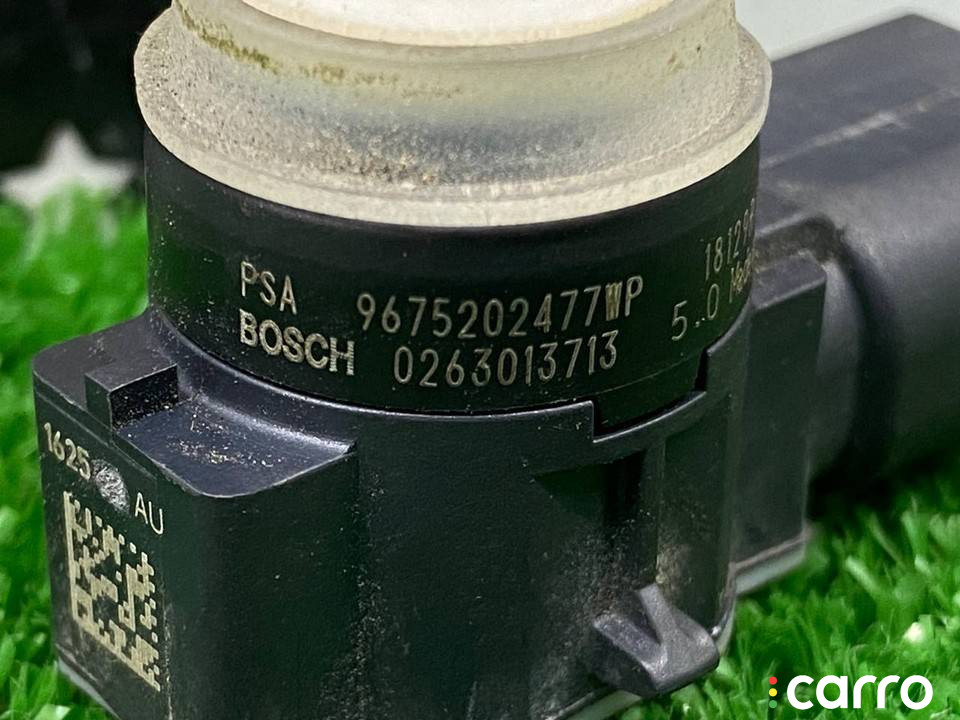 PSA 9675202477WP
BOSCH 0263013713
5.0
1625
AU
carro